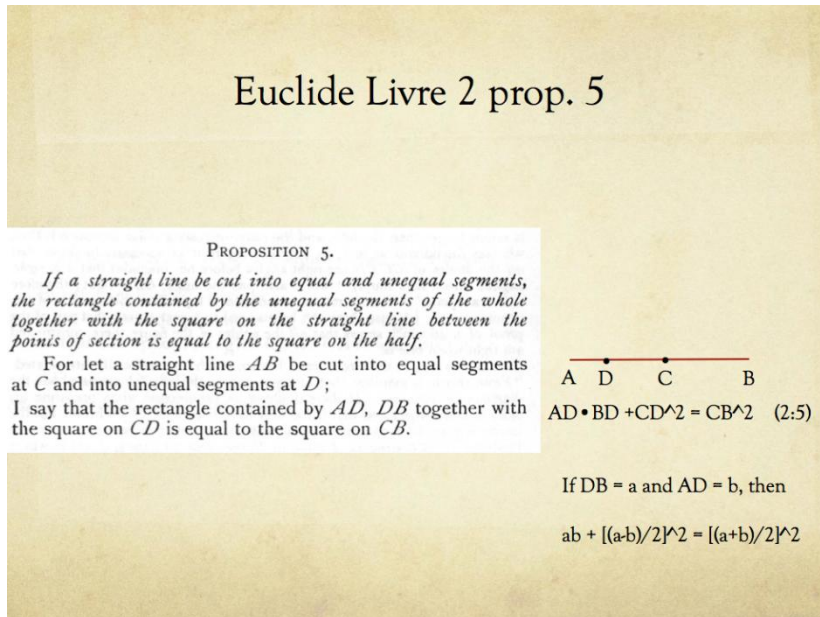 Euclide Livre 2 prop. 5
PROPOSITION 5.
If a straight line be cut into equal and unequal segments,
the rectangle contained by the unequal segments of the whole
together with the square on the straight line between the
points of section is equal to the square on the half.
For let a straight line AB be cut into equal segments
at C and into unequal segments at D ;
I say that the rectangle contained by AD, DB together with
the square on CD is equal to the square on CB.
A D C B
AD•BD +CD^2 = CB^2 (2:5)
If DB = a and AD = b, then
ab + [(a-b)/2]^2 = [(a+b)/2]^2